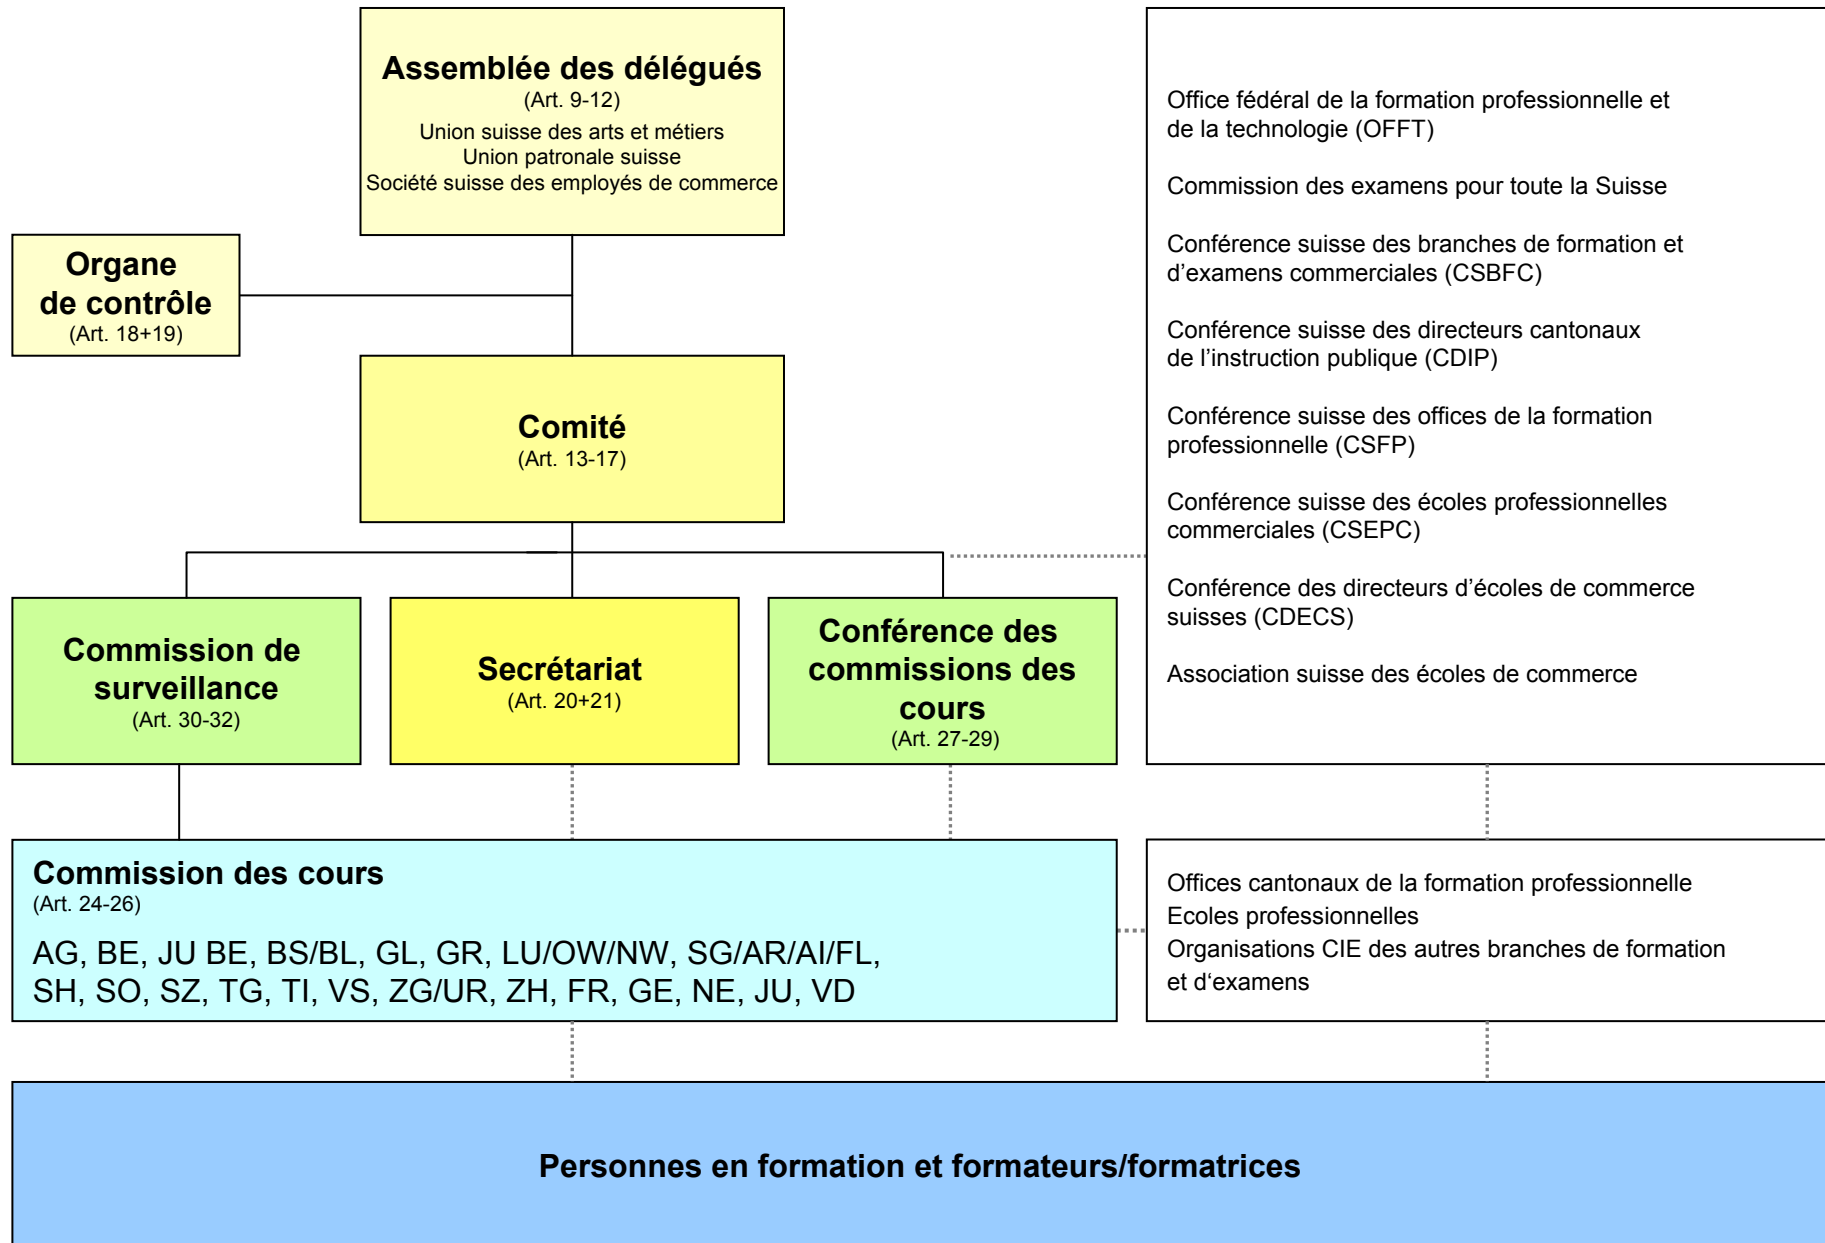 Assemblée des délégués
(Art. 9-12)
Union suisse des arts et métiers
Union patronale suisse
Société suisse des employés de commerce
Organe
de contrôle
(Art. 18+19)
Comité
(Art. 13-17)
Commission de
surveillance
(Art. 30-32)
Secrétariat
(Art. 20+21)
Conférence des
commissions des
cours
(Art. 27-29)
Office fédéral de la formation professionnelle et
de la technologie (OFFT)
Commission des examens pour toute la Suisse
Conférence suisse des branches de formation et
d’examens commerciales (CSBFC)
Conférence suisse des directeurs cantonaux
de l’instruction publique (CDIP)
Conférence suisse des offices de la formation
professionnelle (CSFP)
Conférence suisse des écoles professionnelles
commerciales (CSEPC)
Conférence des directeurs d’écoles de commerce
suisses (CDECS)
Association suisse des écoles de commerce
Commission des cours
(Art. 24-26)
AG, BE, JU BE, BS/BL, GL, GR, LU/OW/NW, SG/AR/AI/FL,
SH, SO, SZ, TG, TI, VS, ZG/UR, ZH, FR, GE, NE, JU, VD
Offices cantonaux de la formation professionnelle
Ecoles professionnelles
Organisations CIE des autres branches de formation
et d‘examens
Personnes en formation et formateurs/formatrices